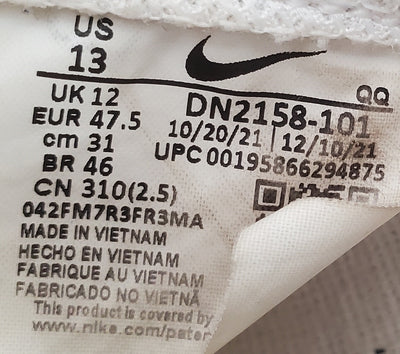 US
13
UK 12
EUR 47.5
cm 31
BR 46
CN 310(2.5)
QQ
DN2158-101
10/20/21 | 12/10/21
UPC 00195866294875
042FM7R3FR3MA
MADE IN VIETNAM
HECHO EN VIETNAM
FABRIQUE AU VIETNAM
FABRICADO NO VIETNÃ
This product is covered by
www.nike.com/paten